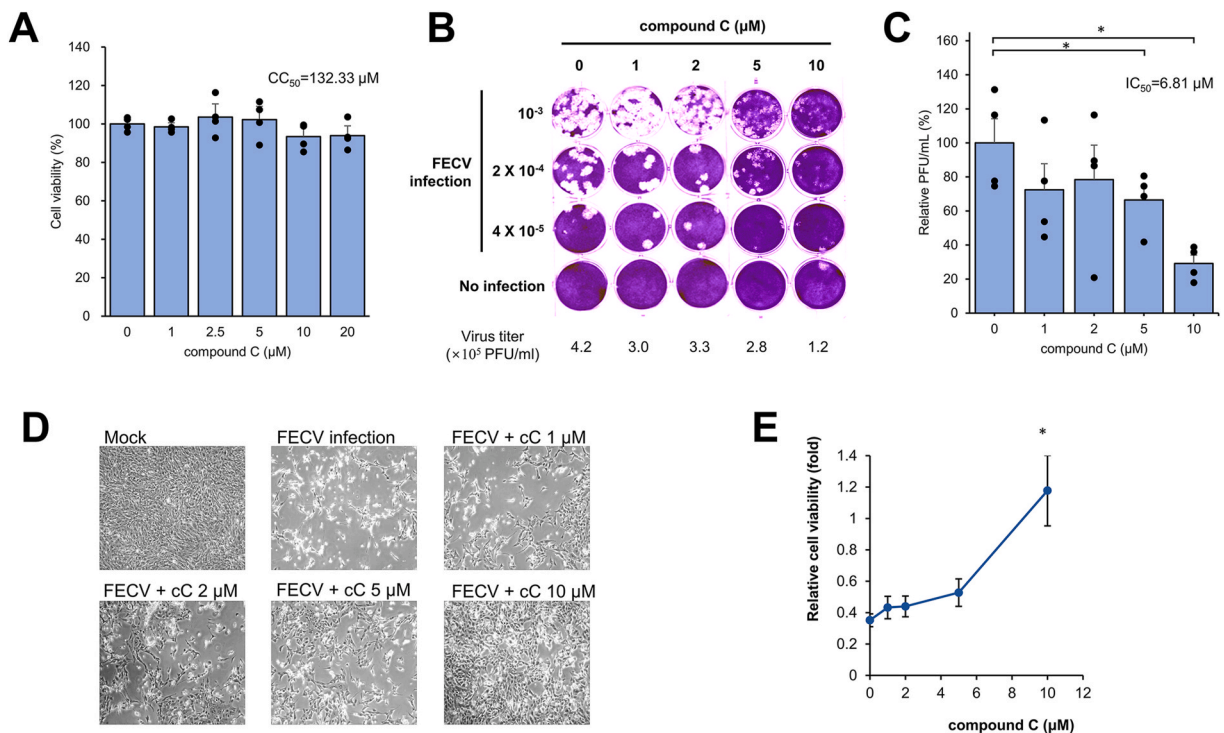 A
140
120
100
80
60
40
20
0
Cell viability (%)
CC₅₀=132.33 µM
0 1 2.5 5 10 20
compound C (µM)
B
compound C (µM)
0 1 2 5 10
FECV
infection
10⁻³
2 X 10⁻⁴
4 X 10⁻⁵
No infection
Virus titer
(×10⁵ PFU/ml)
4.2 3.0 3.3 2.8 1.2
C
*
*
IC₅₀=6.81 µM
160
140
120
100
80
60
40
20
0
Relative PFU/mL (%)
0 1 2 5 10
compound C (µM)
D
Mock
FECV infection
FECV + cC 1 µM
FECV + cC 2 µM
FECV + cC 5 µM
FECV + cC 10 µM
E
*
1.4
1.2
1
0.8
0.6
0.4
0.2
0
Relative cell viability (fold)
0 2 4 6 8 10 12
compound C (µM)